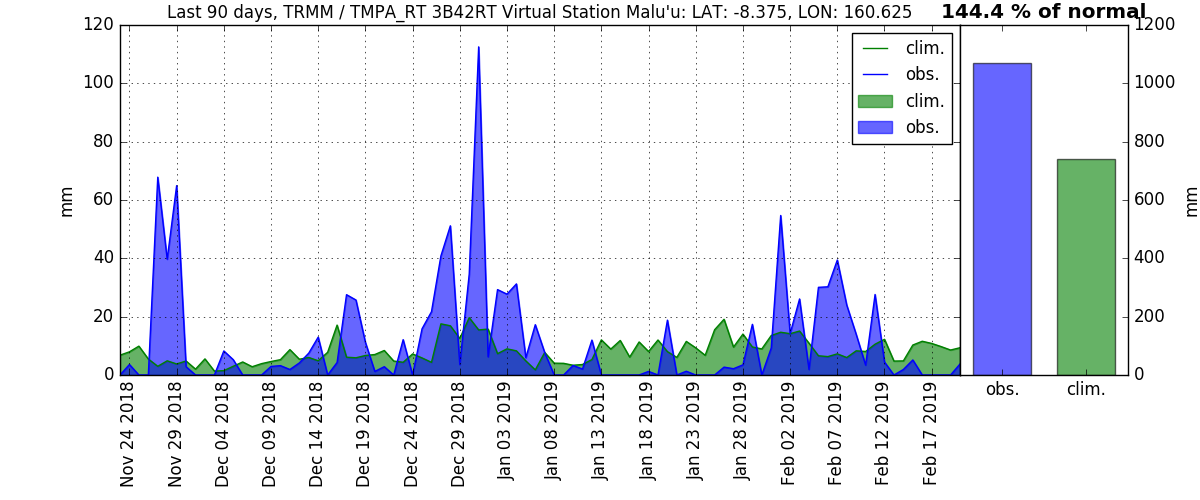 Last 90 days, TRMM / TMPA_RT 3B42RT Virtual Station Malu'u: LAT: -8.375, LON: 160.625
144.4 % of normal
120
100
80
60
40
20
0
mm
clim.
obs.
clim.
obs.
Nov 24 2018
Nov 29 2018
Dec 04 2018
Dec 09 2018
Dec 14 2018
Dec 19 2018
Dec 24 2018
Dec 29 2018
Jan 03 2019
Jan 08 2019
Jan 13 2019
Jan 18 2019
Jan 23 2019
Jan 28 2019
Feb 02 2019
Feb 07 2019
Feb 12 2019
Feb 17 2019
1200
1000
800
600
400
200
0
mm
obs.
clim.